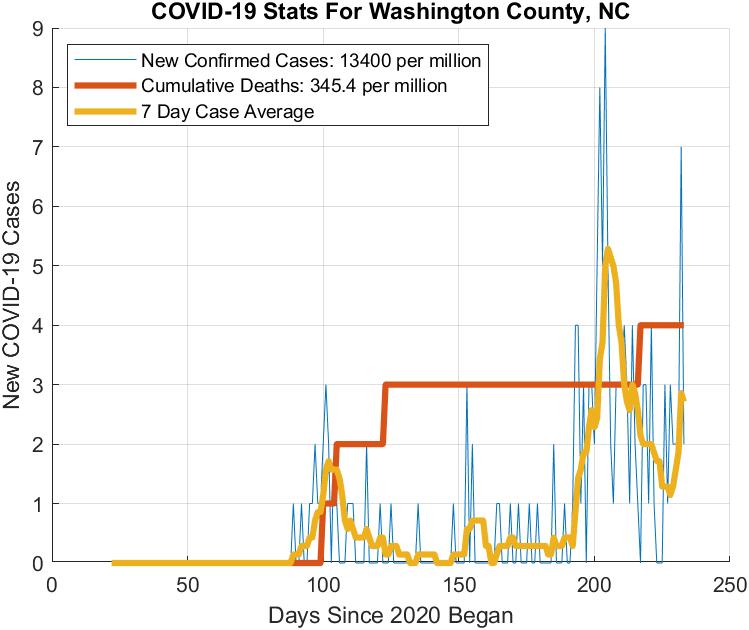 COVID-19 Stats For Washington County, NC
9
8
7
6
5
4
3
2
1
0
New COVID-19 Cases
New Confirmed Cases: 13400 per million
Cumulative Deaths: 345.4 per million
7 Day Case Average
0 50 100 150 200 250
Days Since 2020 Began